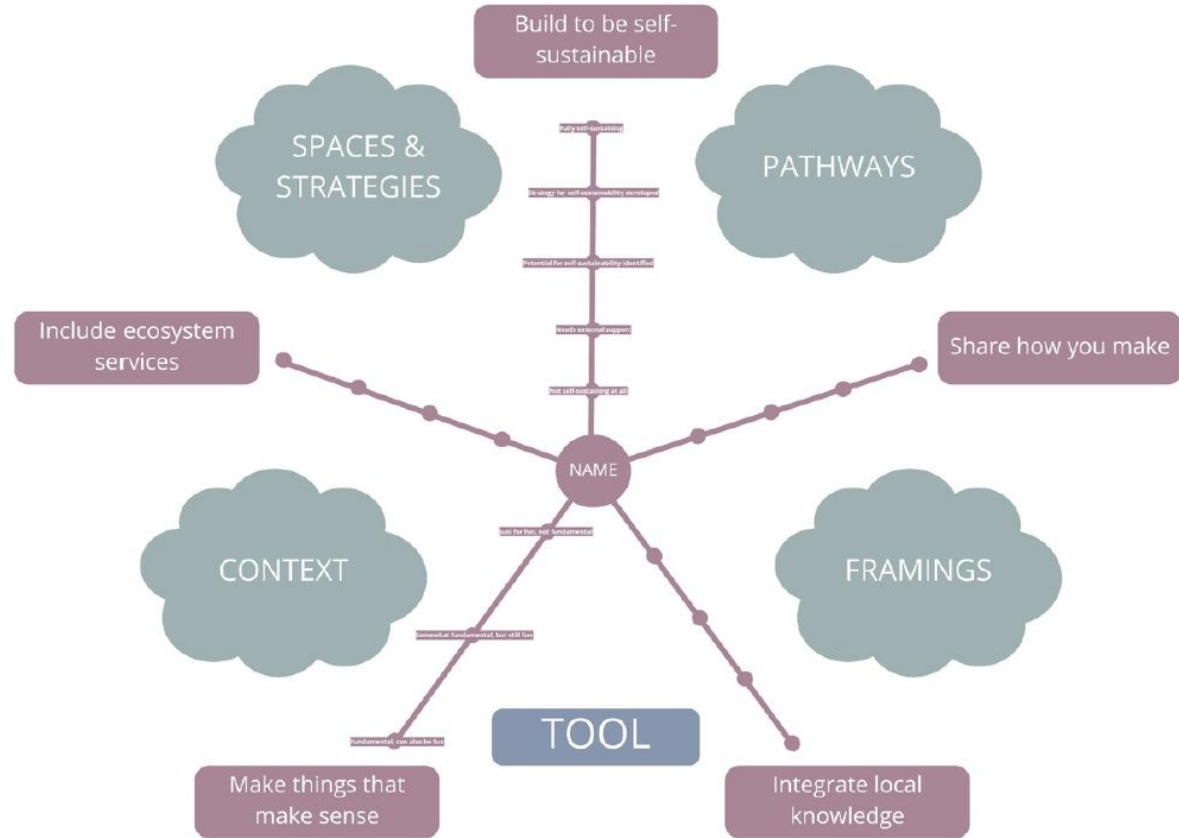 Build to be self-
sustainable
SPACES &
STRATEGIES
PATHWAYS
Fully self-sustaining
Strategy for self-sustainability developed
Potential for self-sustainability identified
Needs external support
Not self-sustaining at all
Include ecosystem
services
Share how you make
NAME
Just for fun, not fundamental
CONTEXT
FRAMINGS
Somewhat fundamental, but still fun
TOOL
Fundamental, can also be fun
Make things that
make sense
Integrate local
knowledge